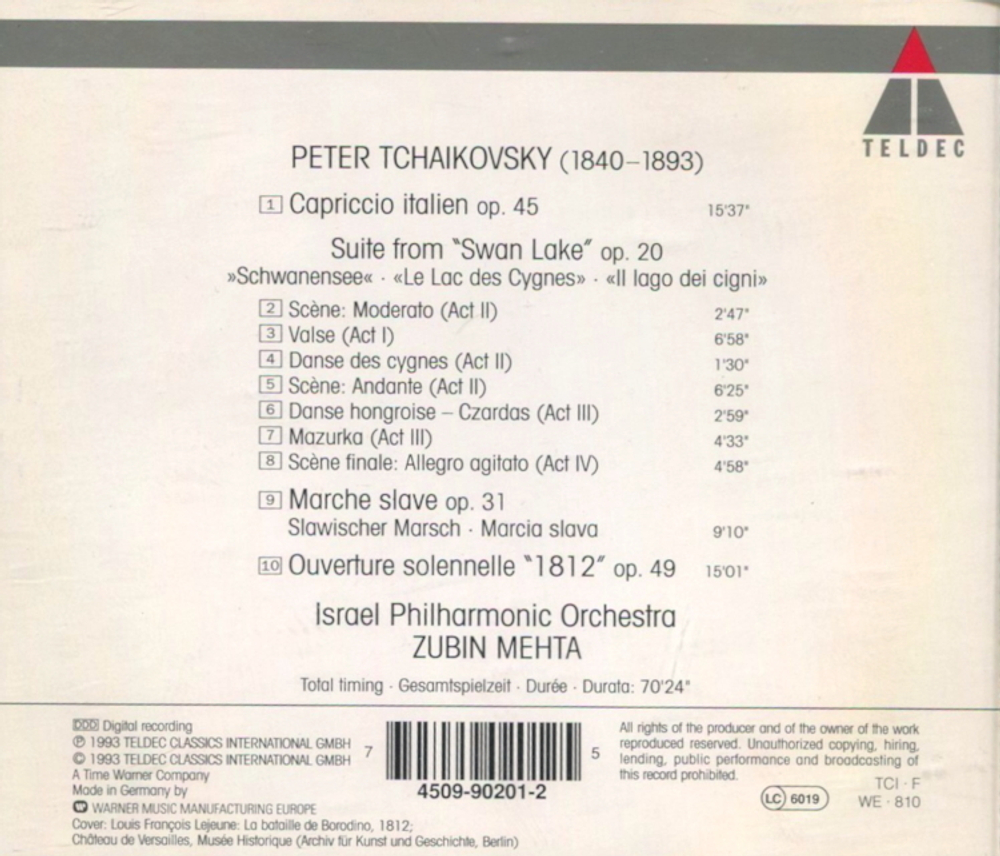 TELDEC
PETER TCHAIKOVSKY (1840–1893)
1 Capriccio italien op. 45 15'37"
Suite from "Swan Lake" op. 20
»Schwanensee« · «Le Lac des Cygnes» · «Il lago dei cigni»
2 Scène: Moderato (Act II) 2'47"
3 Valse (Act I) 6'58"
4 Danse des cygnes (Act II) 1'30"
5 Scène: Andante (Act II) 6'25"
6 Danse hongroise – Czardas (Act III) 2'59"
7 Mazurka (Act III) 4'33"
8 Scène finale: Allegro agitato (Act IV) 4'58"
9 Marche slave op. 31
Slawischer Marsch · Marcia slava 9'10"
10 Ouverture solennelle "1812" op. 49 15'01"
Israel Philharmonic Orchestra
ZUBIN MEHTA
Total timing · Gesamtspielzeit · Durée · Durata: 70'24"
DDD Digital recording
℗ 1993 TELDEC CLASSICS INTERNATIONAL GMBH
© 1993 TELDEC CLASSICS INTERNATIONAL GMBH
A Time Warner Company
Made in Germany by
WARNER MUSIC MANUFACTURING EUROPE
Cover: Louis François Lejeune: La bataille de Borodino, 1812;
Château de Versailles, Musée Historique (Archiv für Kunst und Geschichte, Berlin)
7 5
4509-90201-2
All rights of the producer and of the owner of the work
reproduced reserved. Unauthorized copying, hiring,
lending, public performance and broadcasting of
this record prohibited.
TCI · F
LC 6019 WE · 810